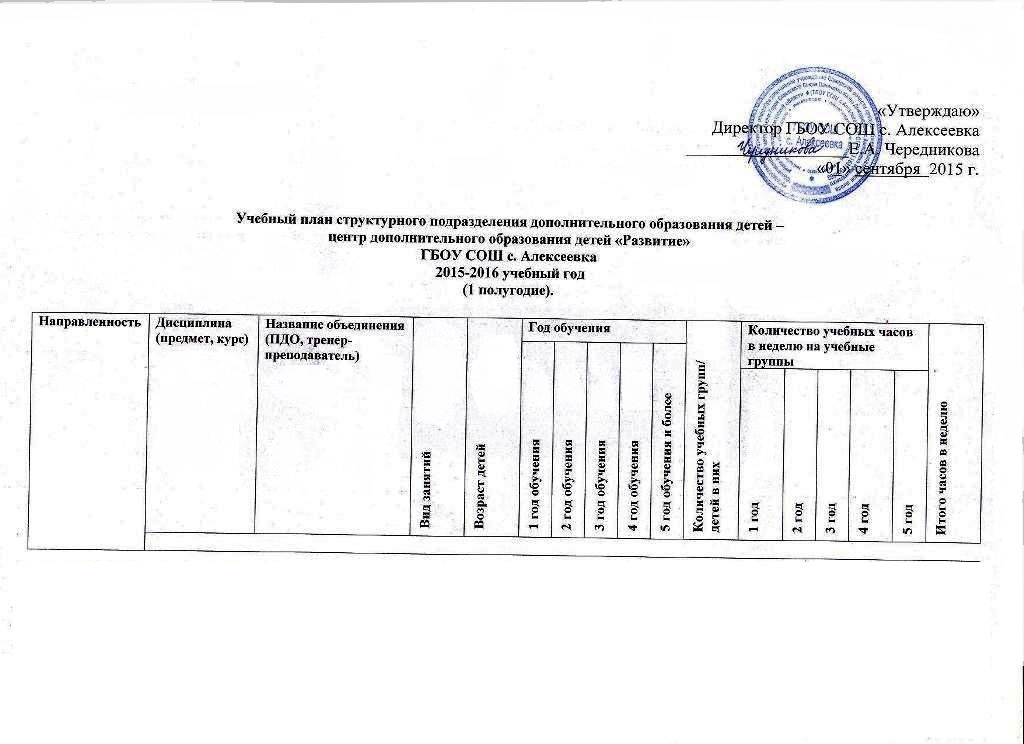 «Утверждаю»
Директор ГБОУ СОШ с. Алексеевка
Чередникова Е.А. Чередникова
«01» сентября 2015 г.
с. Алексеевка
Учебный план структурного подразделения дополнительного образования детей –
центр дополнительного образования детей «Развитие»
ГБОУ СОШ с. Алексеевка
2015-2016 учебный год
(1 полугодие).
Направленность
Дисциплина
(предмет, курс)
Название объединения
(ПДО, тренер-
преподаватель)
Вид занятий
Возраст детей
Год обучения
1 год обучения
2 год обучения
3 год обучения
4 год обучения
5 год обучения и более
Количество учебных групп/
детей в них
Количество учебных часов
в неделю на учебные
группы
1 год
2 год
3 год
4 год
5 год
Итого часов в неделю